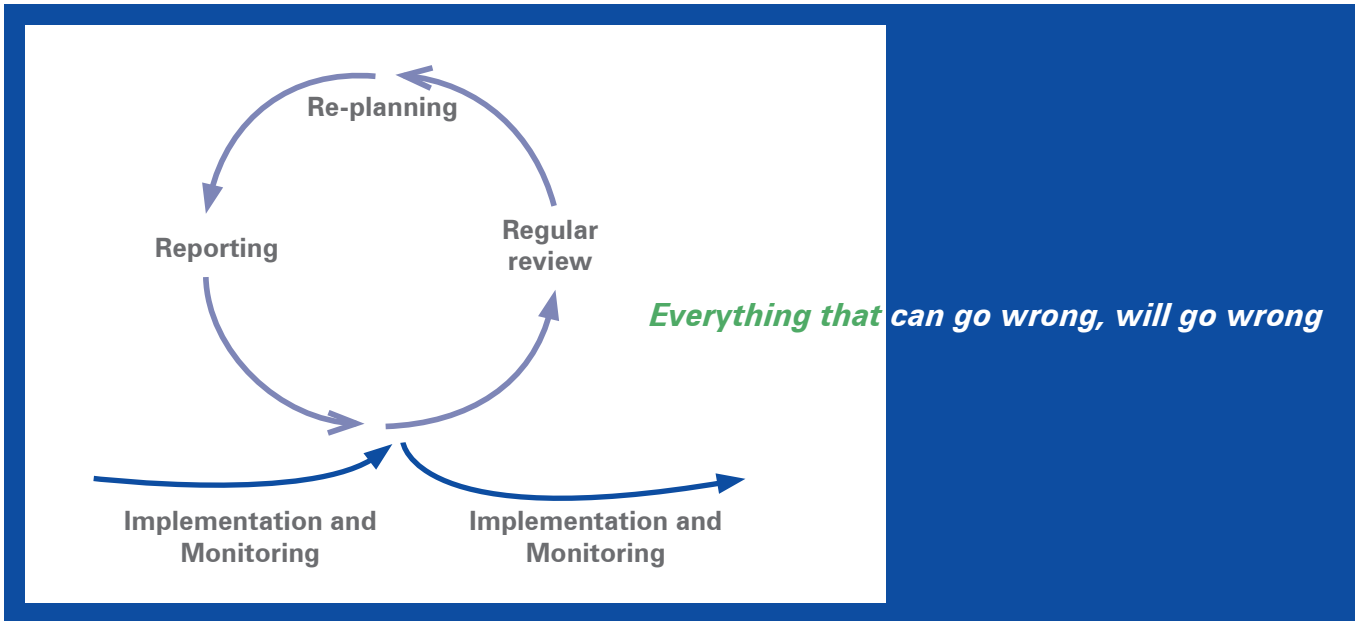 Re-planning
Reporting
Regular
review
Everything that can go wrong, will go wrong
Implementation and
Monitoring
Implementation and
Monitoring